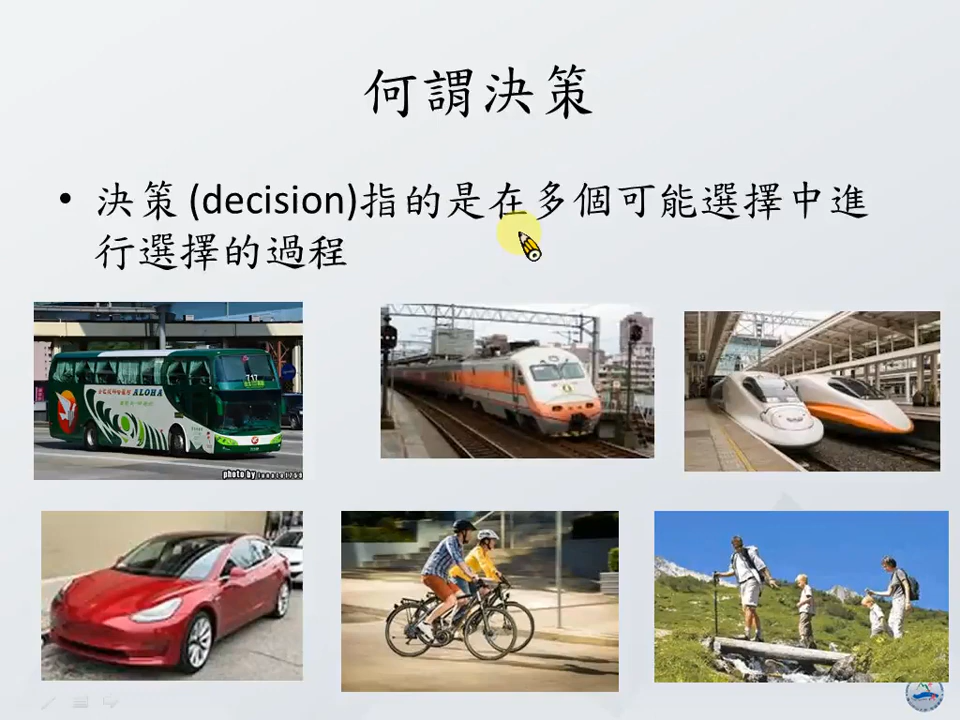 何謂決策
• 決策 (decision)指的是在多個可能選擇中進
行選擇的過程
ALOHA
717
photo by